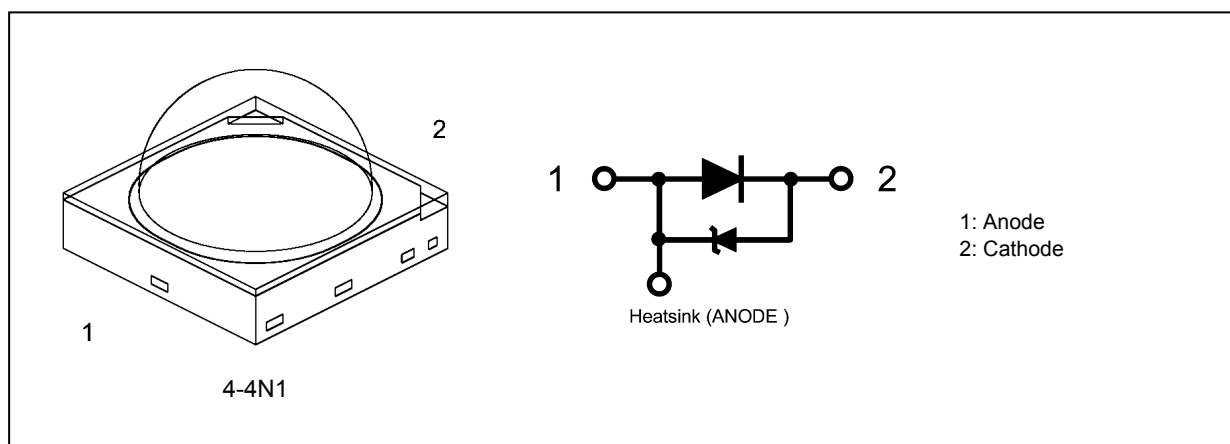 2
1
4-4N1
1
2
Heatsink (ANODE )
1: Anode
2: Cathode